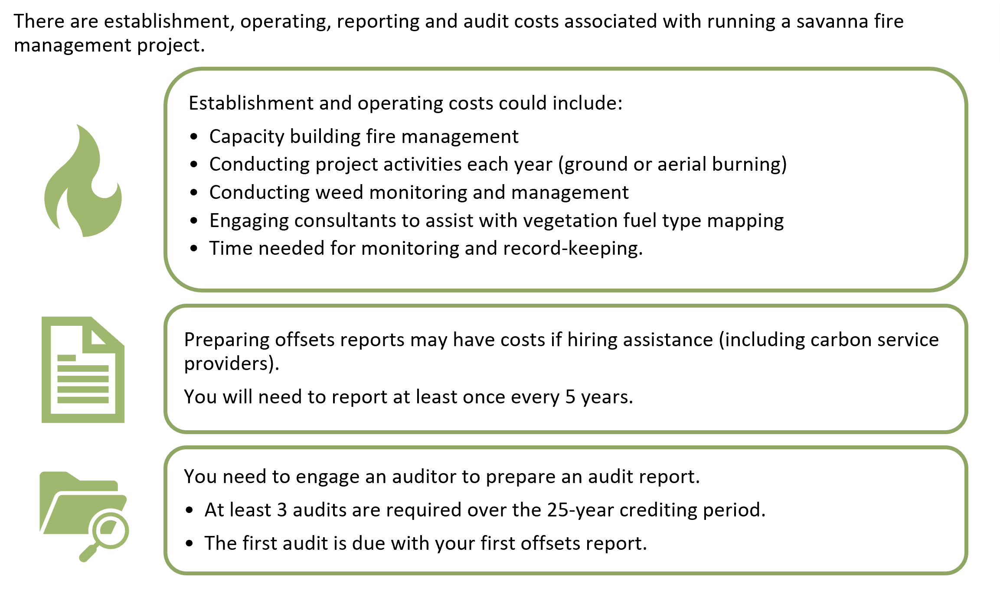 There are establishment, operating, reporting and audit costs associated with running a savanna fire
management project.
Establishment and operating costs could include:
• Capacity building fire management
• Conducting project activities each year (ground or aerial burning)
• Conducting weed monitoring and management
• Engaging consultants to assist with vegetation fuel type mapping
• Time needed for monitoring and record-keeping.
Preparing offsets reports may have costs if hiring assistance (including carbon service
providers).
You will need to report at least once every 5 years.
You need to engage an auditor to prepare an audit report.
• At least 3 audits are required over the 25-year crediting period.
• The first audit is due with your first offsets report.